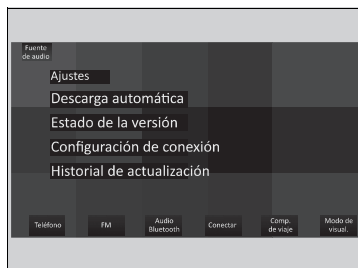 Fuente
de audio
Ajustes
Descarga automática
Estado de la versión
Configuración de conexión
Historial de actualización
Teléfono
FM
Audio
Bluetooth
Conectar
Comp.
de viaje
Modo de
visual.